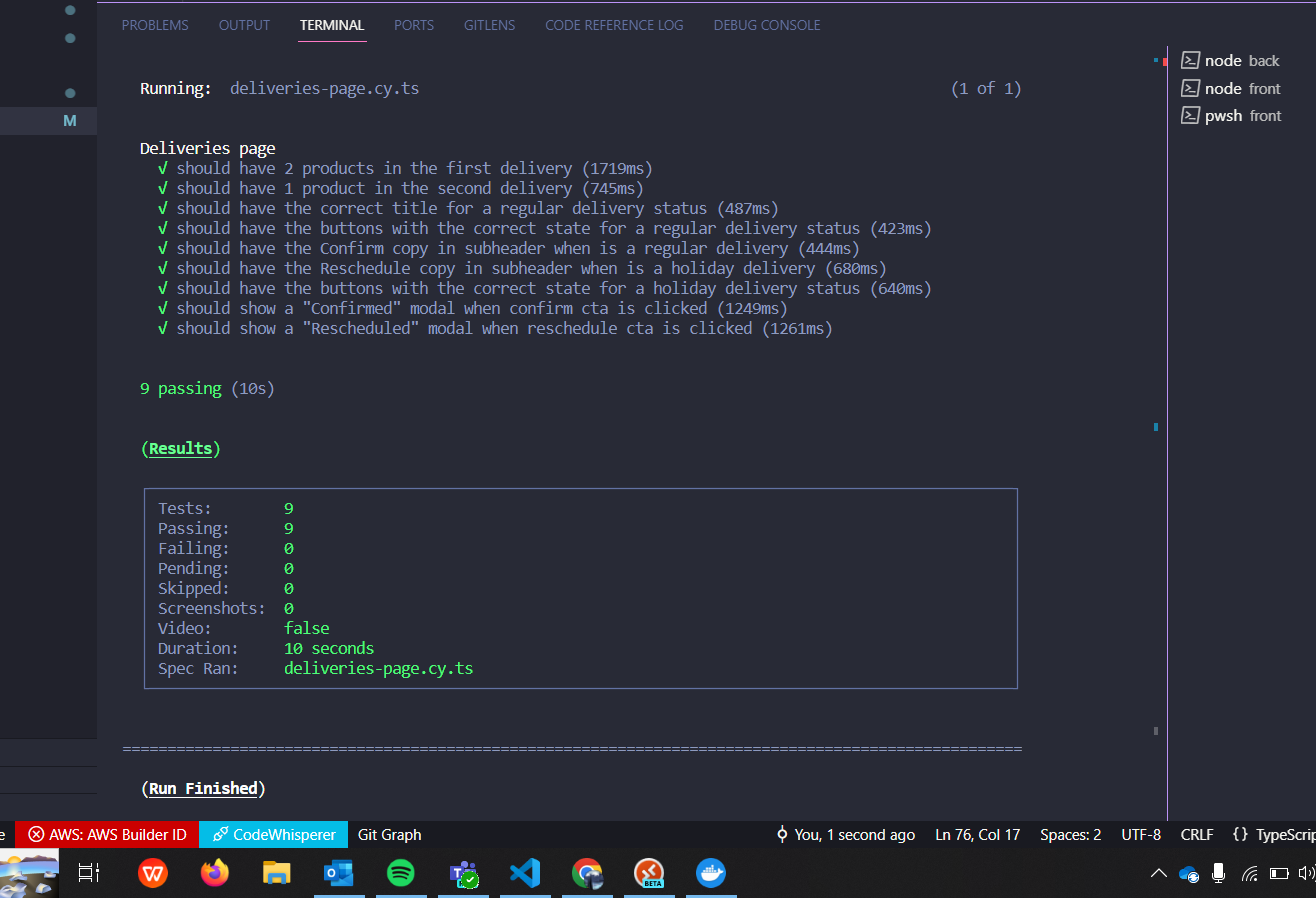 PROBLEMS OUTPUT TERMINAL PORTS GITLENS CODE REFERENCE LOG DEBUG CONSOLE
node back
node front
pwsh front
M
Running: deliveries-page.cy.ts (1 of 1)
Deliveries page
√ should have 2 products in the first delivery (1719ms)
√ should have 1 product in the second delivery (745ms)
√ should have the correct title for a regular delivery status (487ms)
√ should have the buttons with the correct state for a regular delivery status (423ms)
√ should have the Confirm copy in subheader when is a regular delivery (444ms)
√ should have the Reschedule copy in subheader when is a holiday delivery (680ms)
√ should have the buttons with the correct state for a holiday delivery status (640ms)
√ should show a "Confirmed" modal when confirm cta is clicked (1249ms)
√ should show a "Rescheduled" modal when reschedule cta is clicked (1261ms)
9 passing (10s)
(Results)
Tests: 9
Passing: 9
Failing: 0
Pending: 0
Skipped: 0
Screenshots: 0
Video: false
Duration: 10 seconds
Spec Ran: deliveries-page.cy.ts
====================================================================================================
(Run Finished)
e AWS: AWS Builder ID CodeWhisperer Git Graph You, 1 second ago Ln 76, Col 17 Spaces: 2 UTF-8 CRLF {} TypeScrip
W T BETA